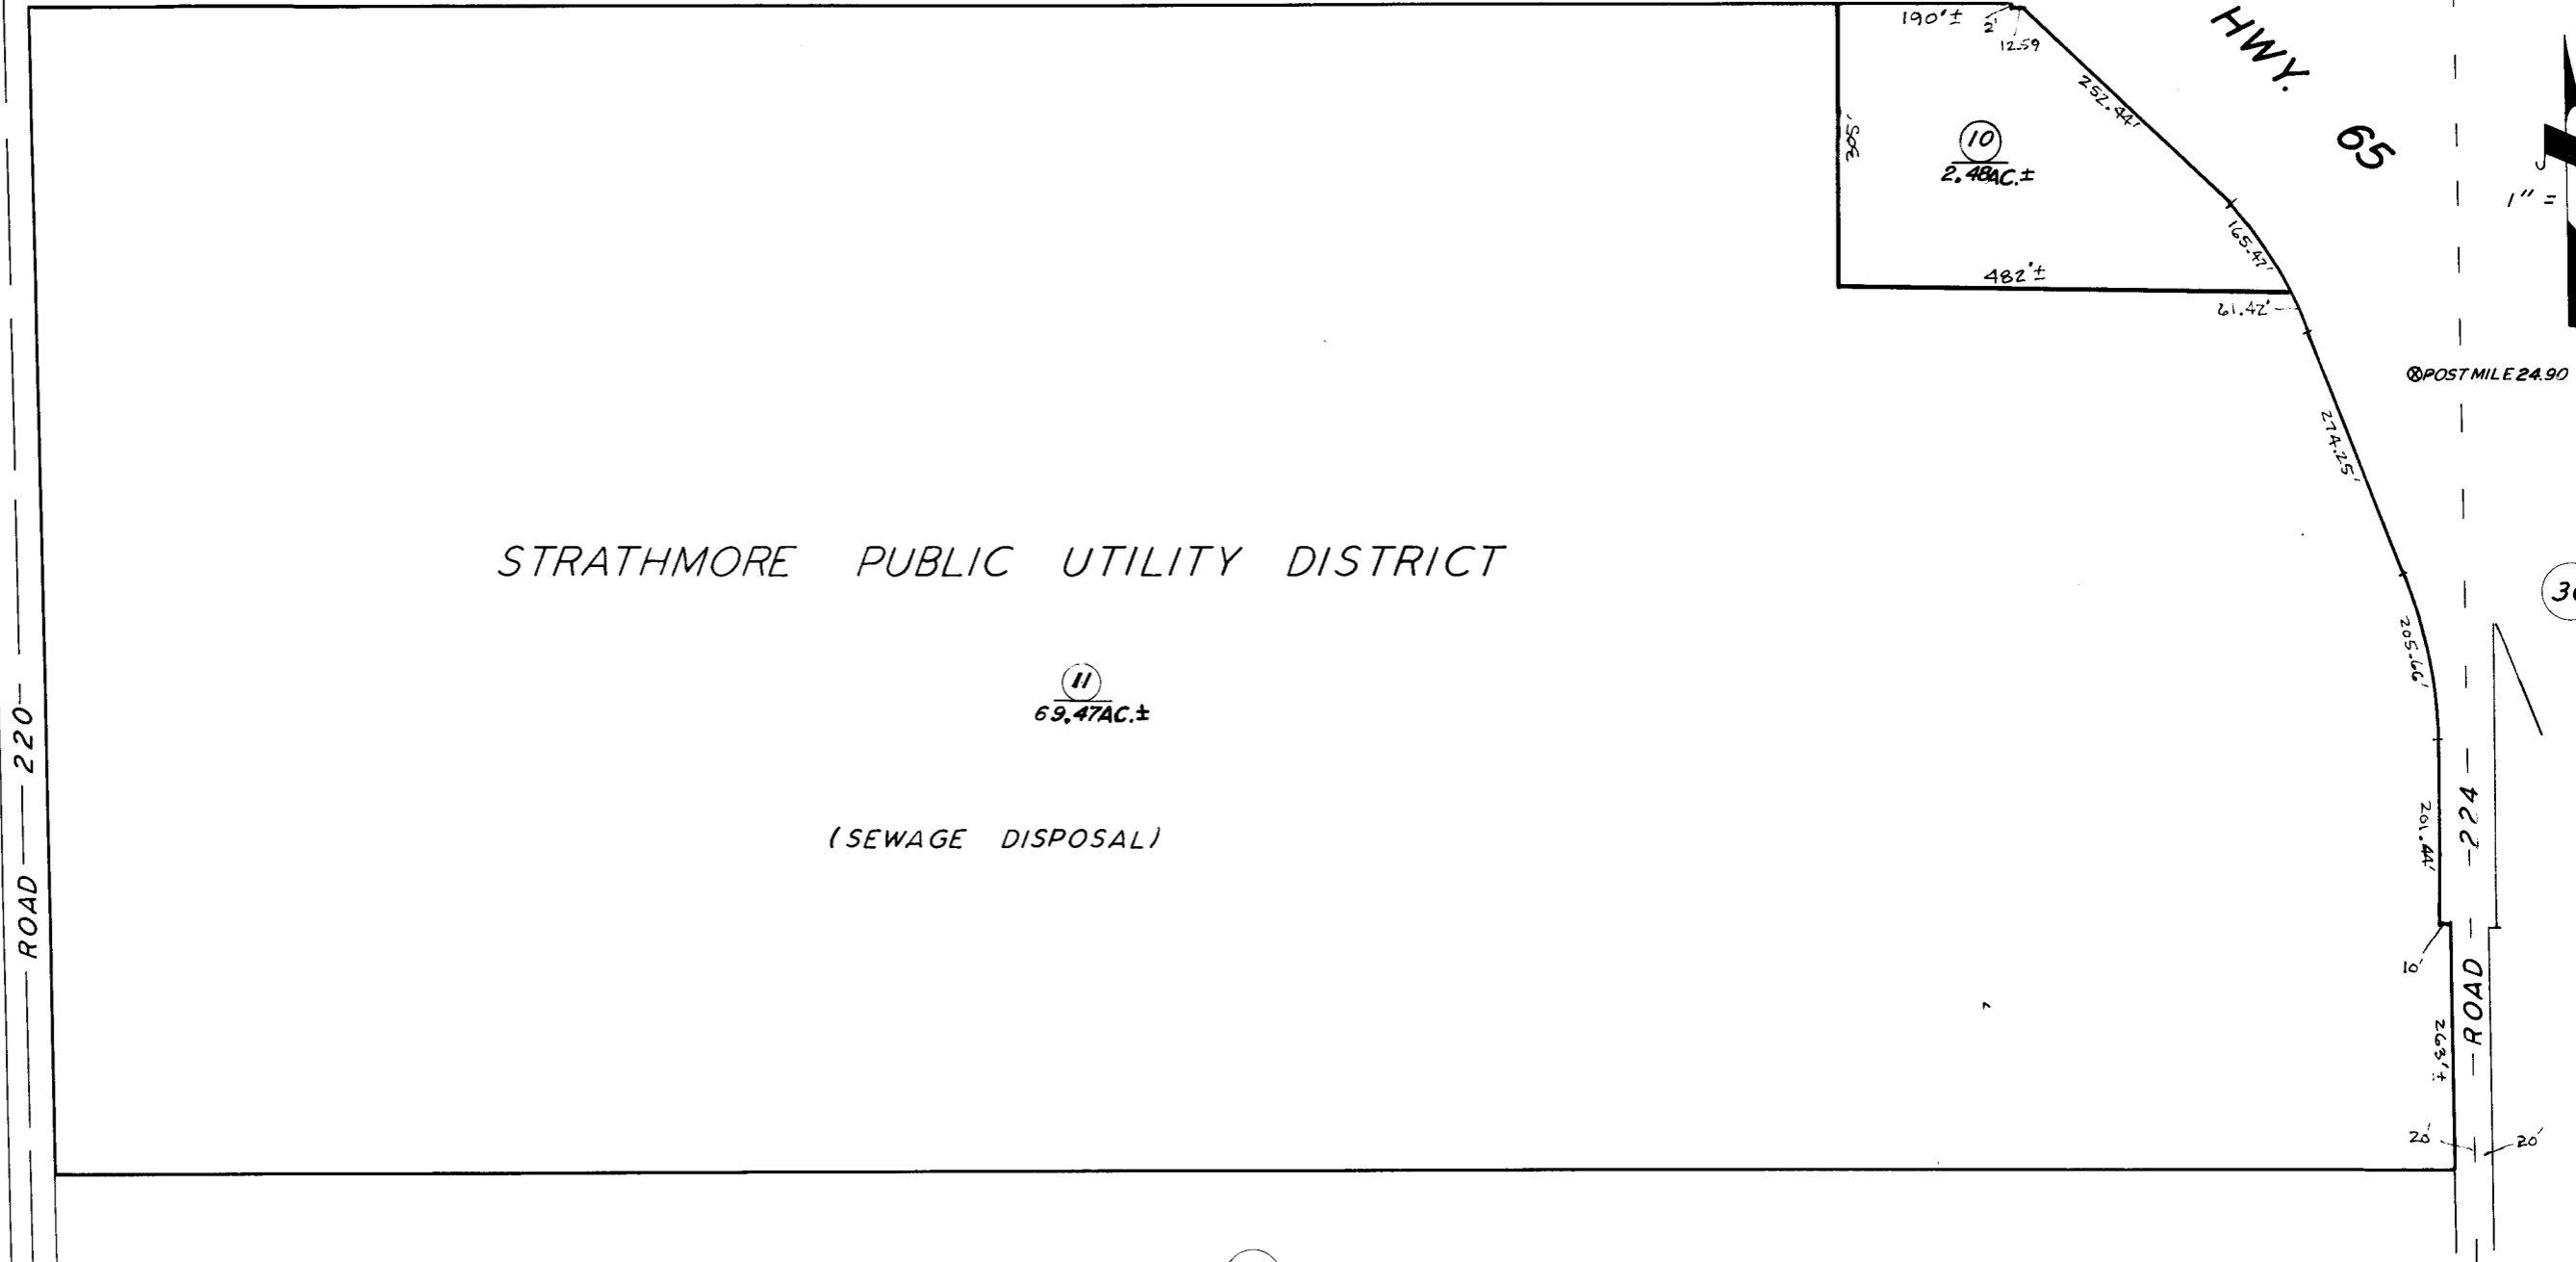 190'±
2'
12.59
HWY. 65
252.44'
305'
10
2.48AC.±
1" =
165.47'
482'±
61.42'
⊗POST MILE 24.90
274.25'
STRATHMORE PUBLIC UTILITY DISTRICT
205.66'
11
69.47AC.±
ROAD 220
(SEWAGE DISPOSAL)
201.44'
ROAD 224
10'
263'±
20'
20'